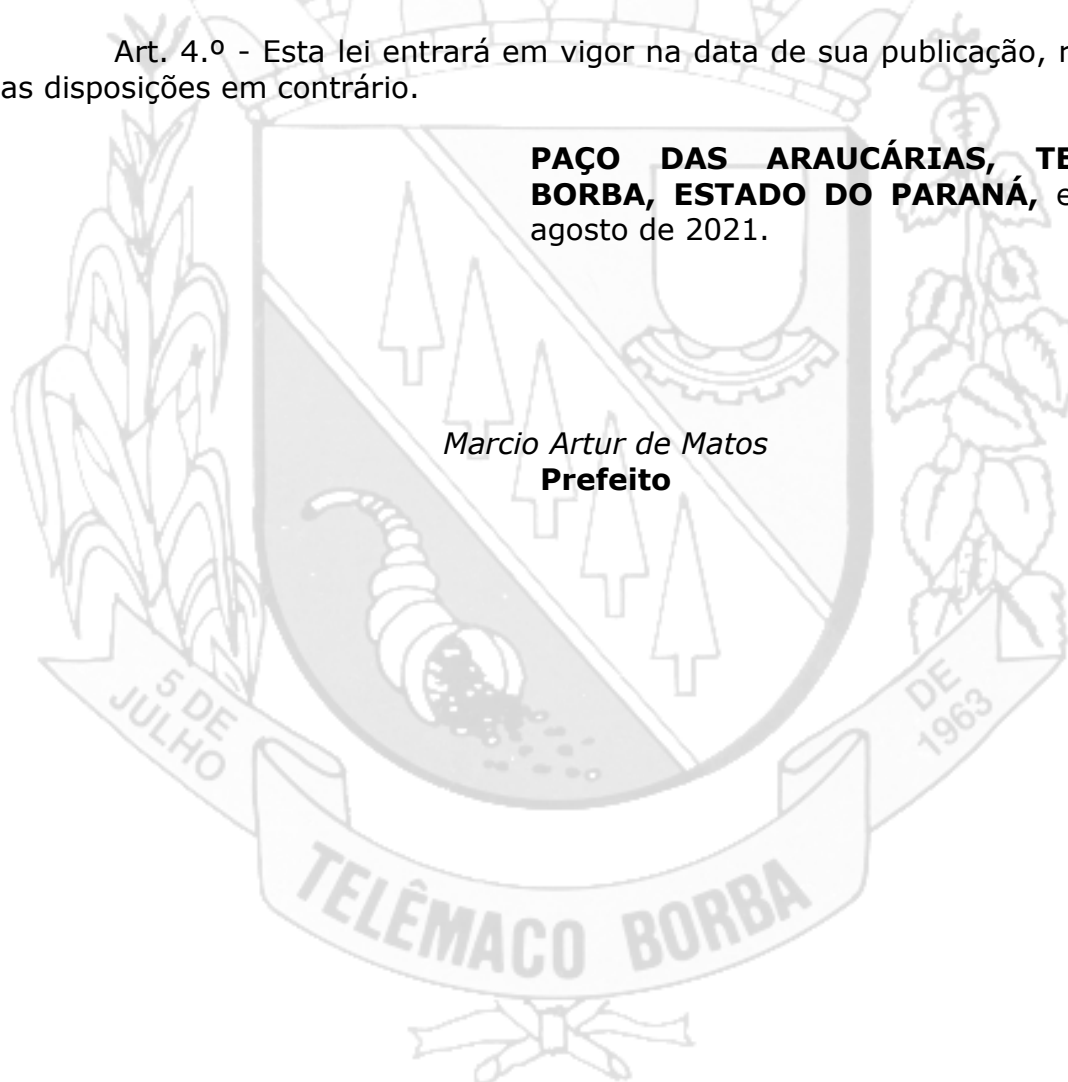 Art. 4.º - Esta lei entrará em vigor na data de sua publicação,
as disposições em contrário.
PAÇO DAS ARAUCÁRIAS,
BORBA, ESTADO DO PARANÁ,
agosto de 2021.
Marcio Artur de Matos
Prefeito
5 DE
JULHO
DE
1963
TELÊMACO BORBA